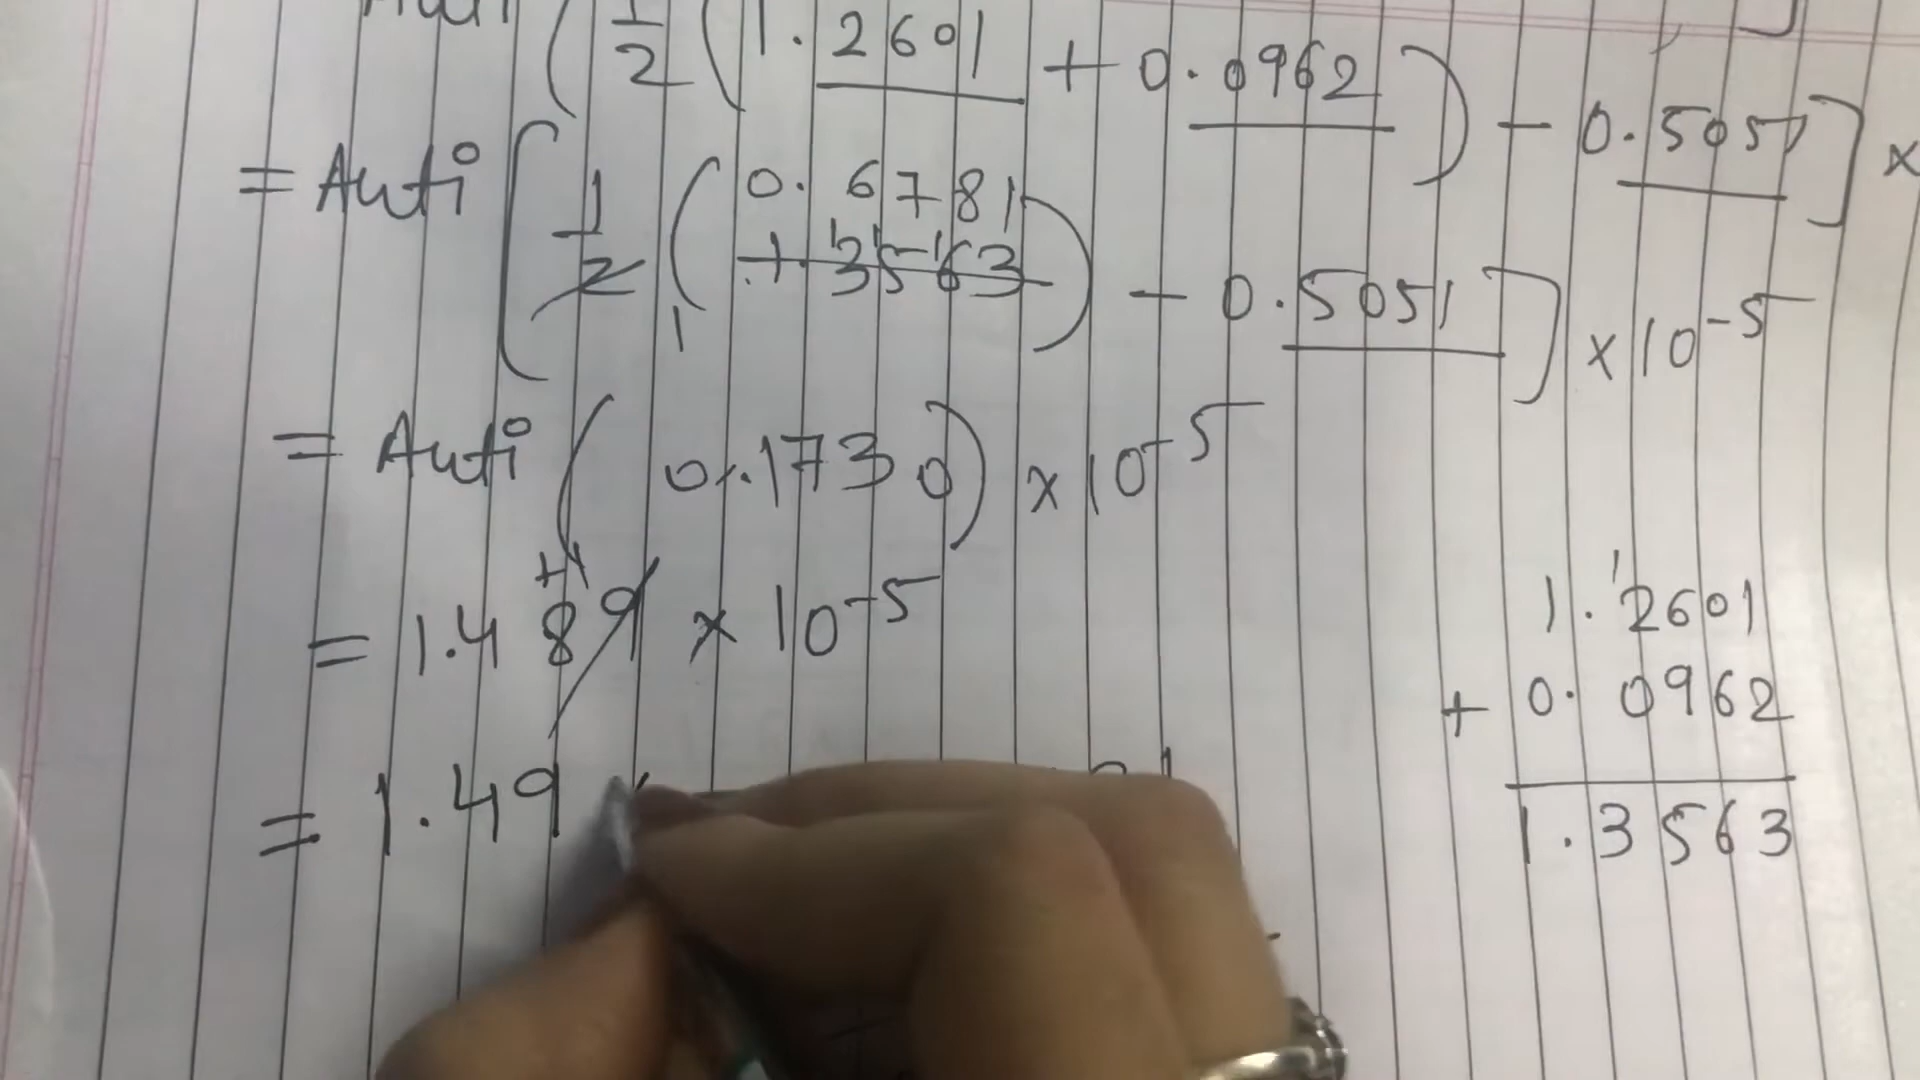 Anti ( 1/2 ( 1.2601 + 0.0962 ) - 0.5051 ] ×
= Anti [ 1/2 ( 0.6781 1.3563 ) - 0.5051 ] × 10^-5
= Anti ( 0.1730 ) × 10^-5
= 1.489 × 10^-5
+1
= 1.49
1.2601
+ 0.0962
1.3563